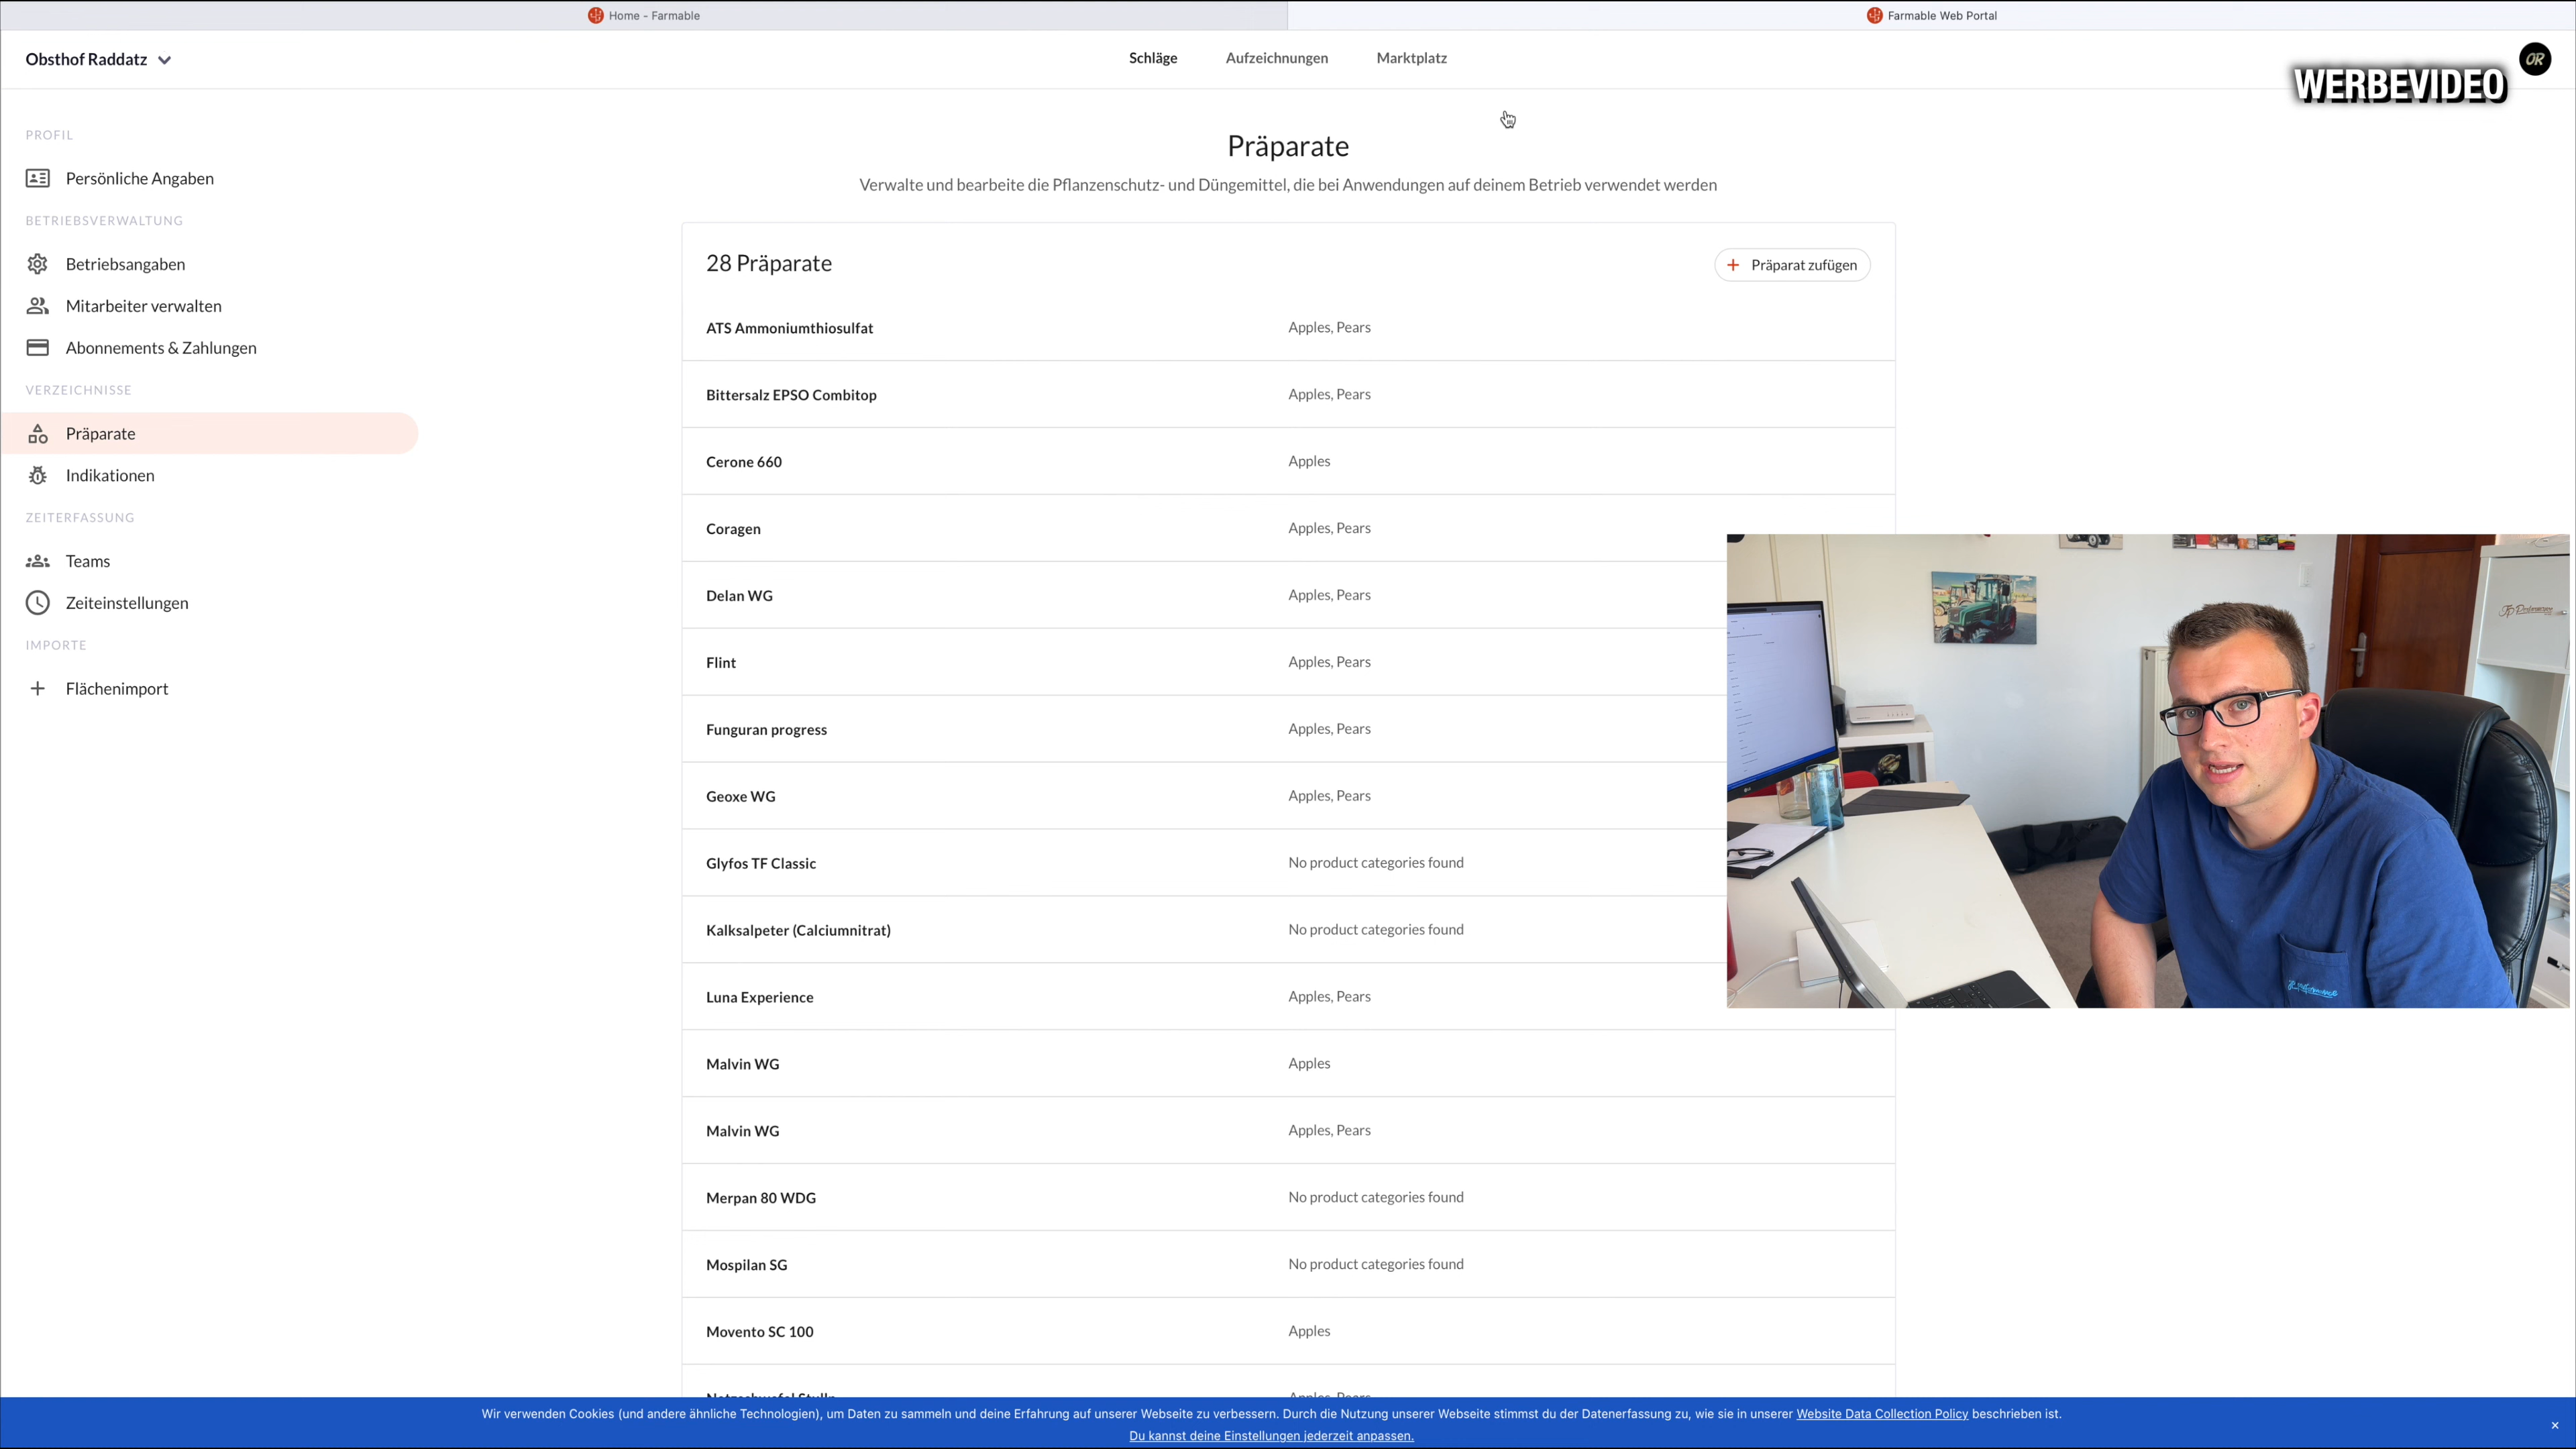 Home - Farmable
Farmable Web Portal
Obsthof Raddatz
Schläge
Aufzeichnungen
Marktplatz
OR
WERBEVIDEO
PROFIL
Persönliche Angaben
BETRIEBSVERWALTUNG
Betriebsangaben
Mitarbeiter verwalten
Abonnements & Zahlungen
VERZEICHNISSE
Präparate
Indikationen
ZEITERFASSUNG
Teams
Zeiteinstellungen
IMPORTE
Flächenimport
Präparate
Verwalte und bearbeite die Pflanzenschutz- und Düngemittel, die bei Anwendungen auf deinem Betrieb verwendet werden
28 Präparate
Präparat zufügen
ATS Ammoniumthiosulfat Apples, Pears
Bittersalz EPSO Combitop Apples, Pears
Cerone 660 Apples
Coragen Apples, Pears
Delan WG Apples, Pears
Flint Apples, Pears
Funguran progress Apples, Pears
Geoxe WG Apples, Pears
Glyfos TF Classic No product categories found
Kalksalpeter (Calciumnitrat) No product categories found
Luna Experience Apples, Pears
Malvin WG Apples
Malvin WG Apples, Pears
Merpan 80 WDG No product categories found
Mospilan SG No product categories found
Movento SC 100 Apples
Wir verwenden Cookies (und andere ähnliche Technologien), um Daten zu sammeln und deine Erfahrung auf unserer Webseite zu verbessern. Durch die Nutzung unserer Webseite stimmst du der Datenerfassung zu, wie sie in unserer Website Data Collection Policy beschrieben ist.
Du kannst deine Einstellungen jederzeit anpassen.